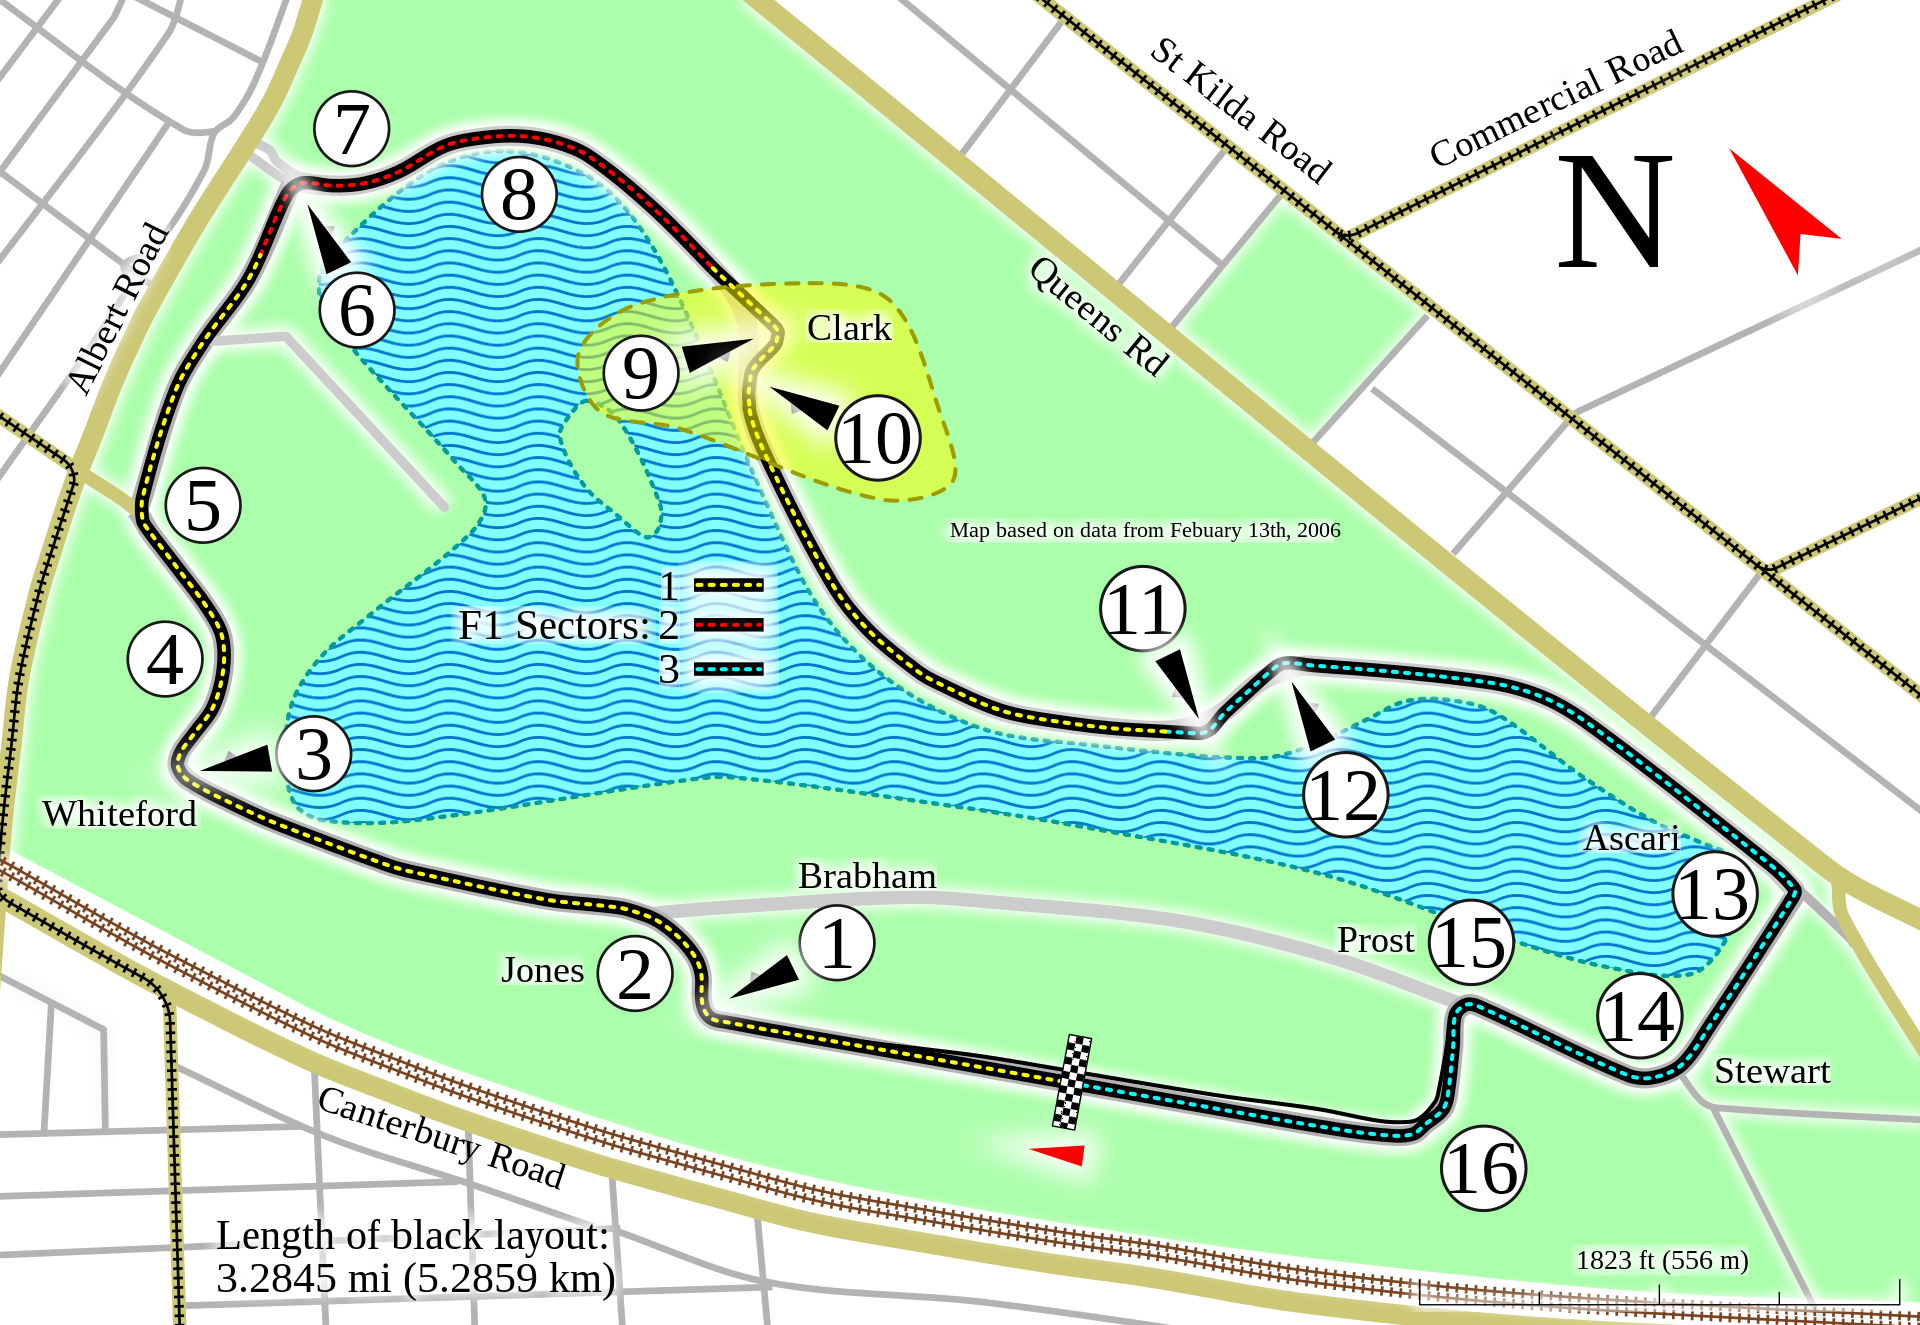 St Kilda Road
Commercial Road
N
7
8
Albert Road
6
Queens Rd
Clark
9
10
5
Map based on data from Febuary 13th, 2006
11
1
F1 Sectors: 2
3
4
3
12
Whiteford
Ascari
13
Brabham
1
15
Prost
Jones
2
14
Stewart
Canterbury Road
16
Length of black layout:
3.2845 mi (5.2859 km)
1823 ft (556 m)